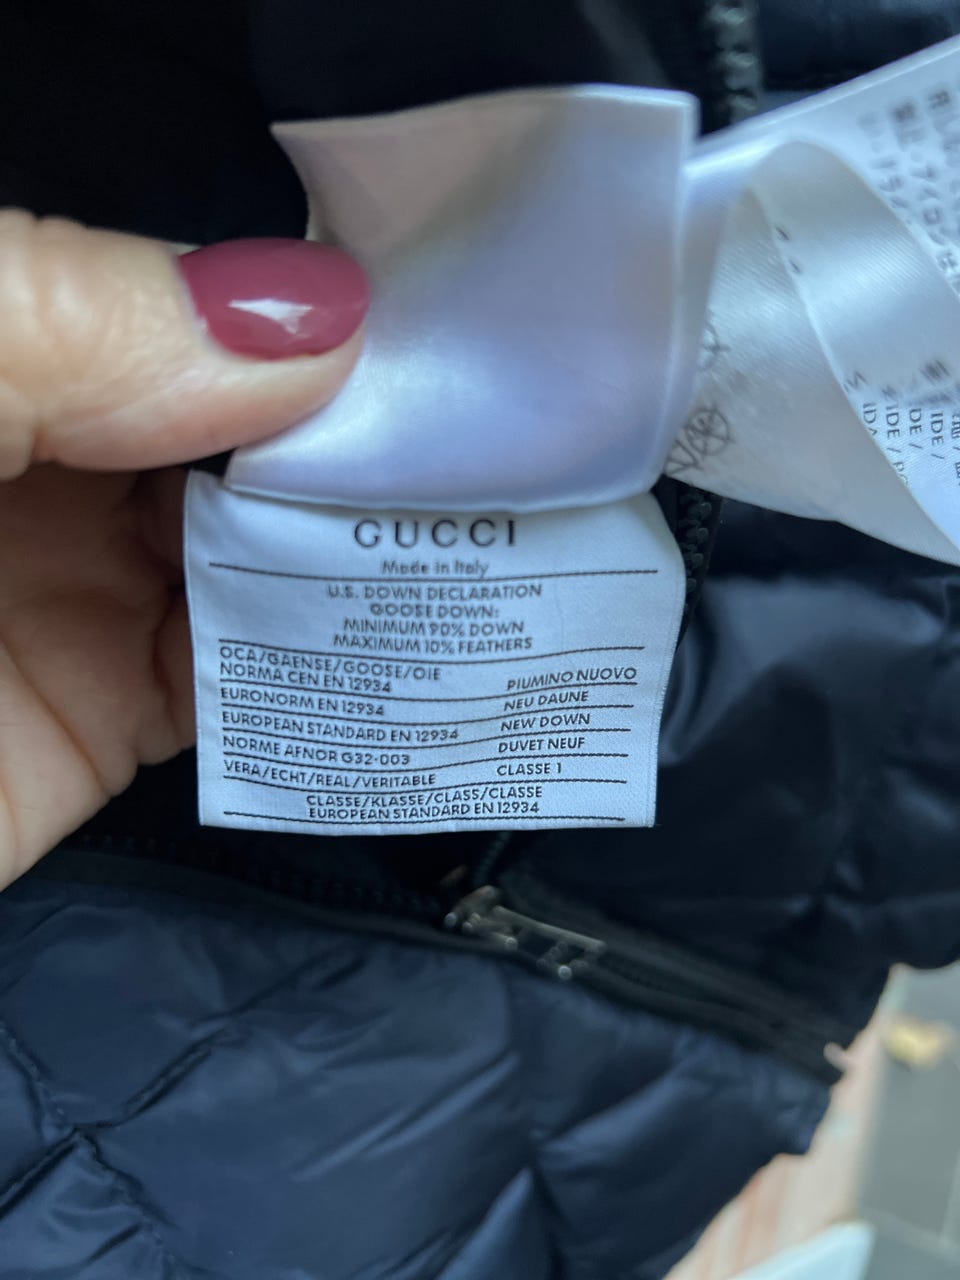 GUCCI
Made in Italy
U.S. DOWN DECLARATION
GOOSE DOWN:
MINIMUM 90% DOWN
MAXIMUM 10% FEATHERS
OCA/GAENSE/GOOSE/OIE
NORMA CEN EN 12934 PIUMINO NUOVO
EURONORM EN 12934 NEU DAUNE
EUROPEAN STANDARD EN 12934 NEW DOWN
NORME AFNOR G32-003 DUVET NEUF
VERA/ECHT/REAL/VERITABLE CLASSE 1
CLASSE/KLASSE/CLASS/CLASSE
EUROPEAN STANDARD EN 12934